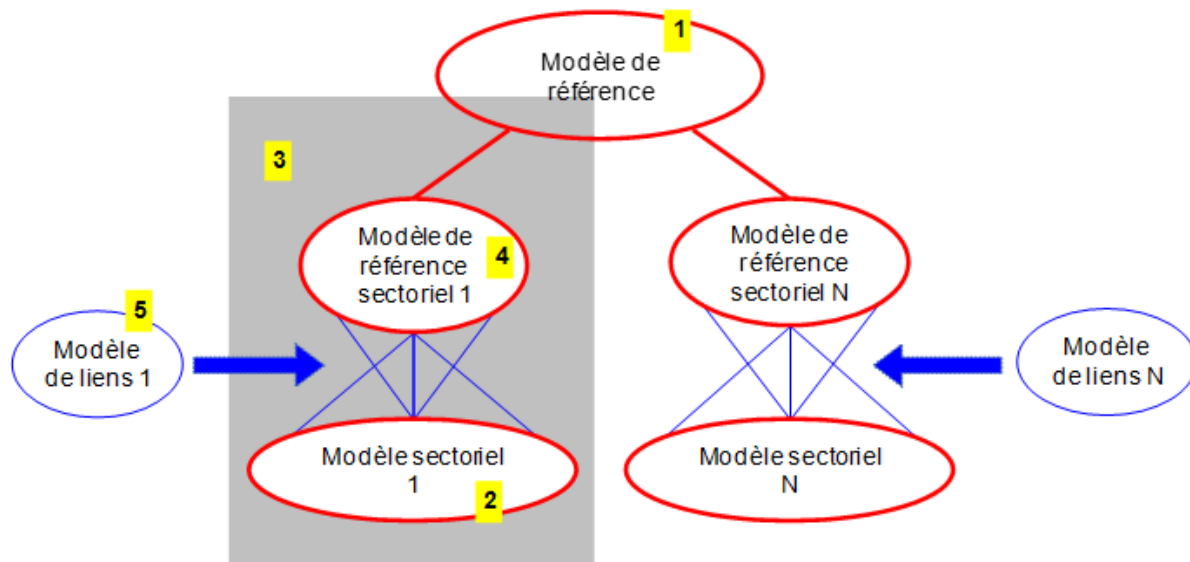 1
Modèle de
référence
3
Modèle de
référence
sectoriel 1
4
Modèle de
référence
sectoriel N
5
Modèle
de liens 1
Modèle
de liens N
Modèle sectoriel
1
2
Modèle sectoriel
N